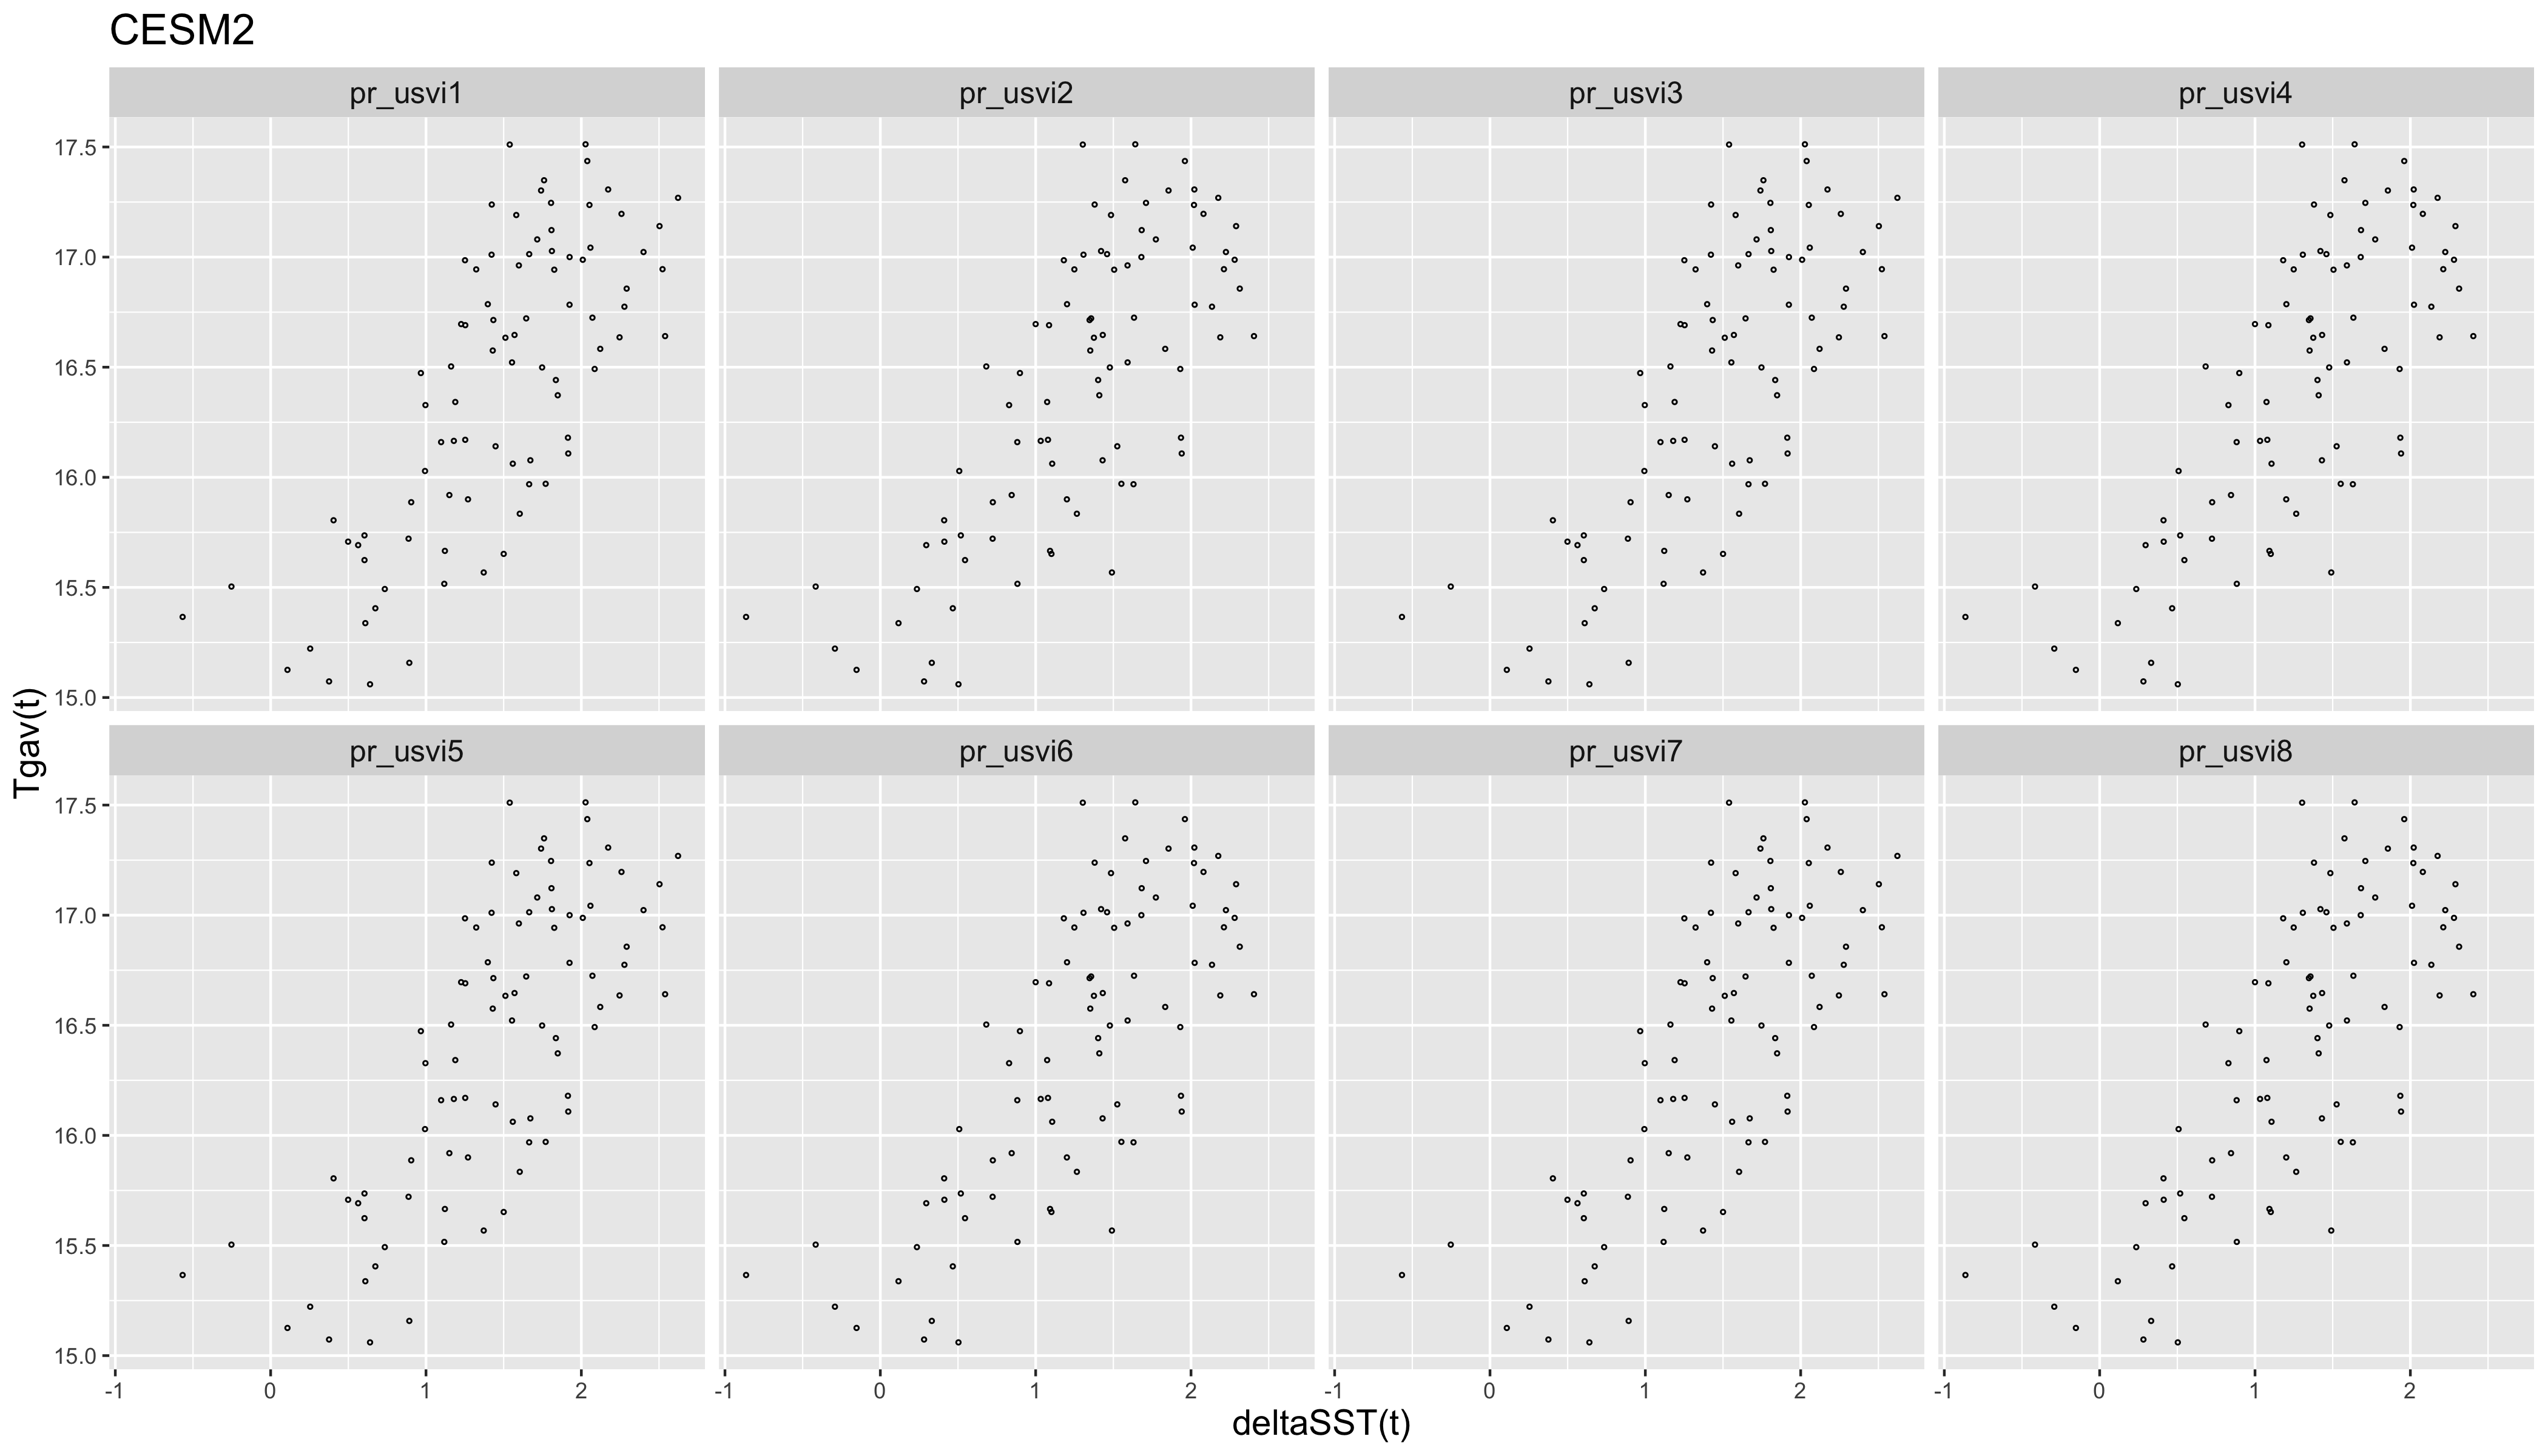 CESM2
pr_usvi1 pr_usvi2 pr_usvi3 pr_usvi4
17.5
17.0
16.5
16.0
15.5
15.0
Tgav(t)
pr_usvi5 pr_usvi6 pr_usvi7 pr_usvi8
17.5
17.0
16.5
16.0
15.5
15.0
-1 0 1 2 -1 0 1 2 -1 0 1 2 -1 0 1 2
deltaSST(t)